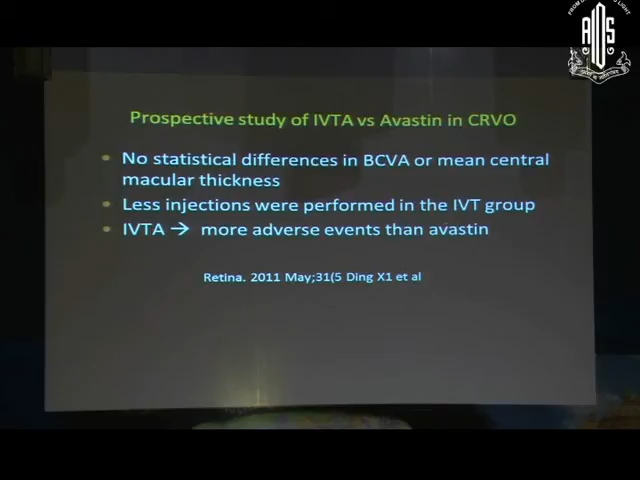 AIOS
Prospective study of IVTA vs Avastin in CRVO
• No statistical differences in BCVA or mean central
macular thickness
• Less injections were performed in the IVT group
• IVTA → more adverse events than avastin
Retina. 2011 May;31(5 Ding X1 et al